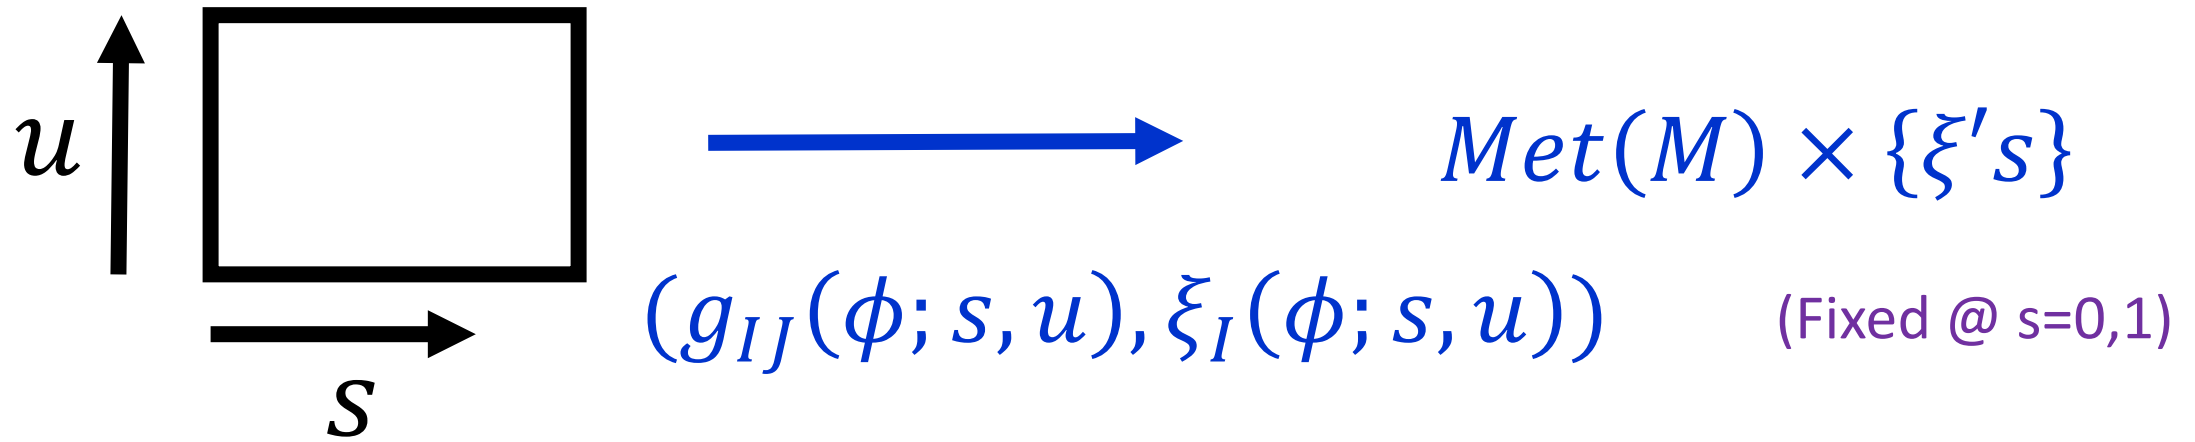 u
s
Met(M) × {ξ's}
(g_{IJ}(ϕ; s, u), ξ_I(ϕ; s, u))
(Fixed @ s=0,1)